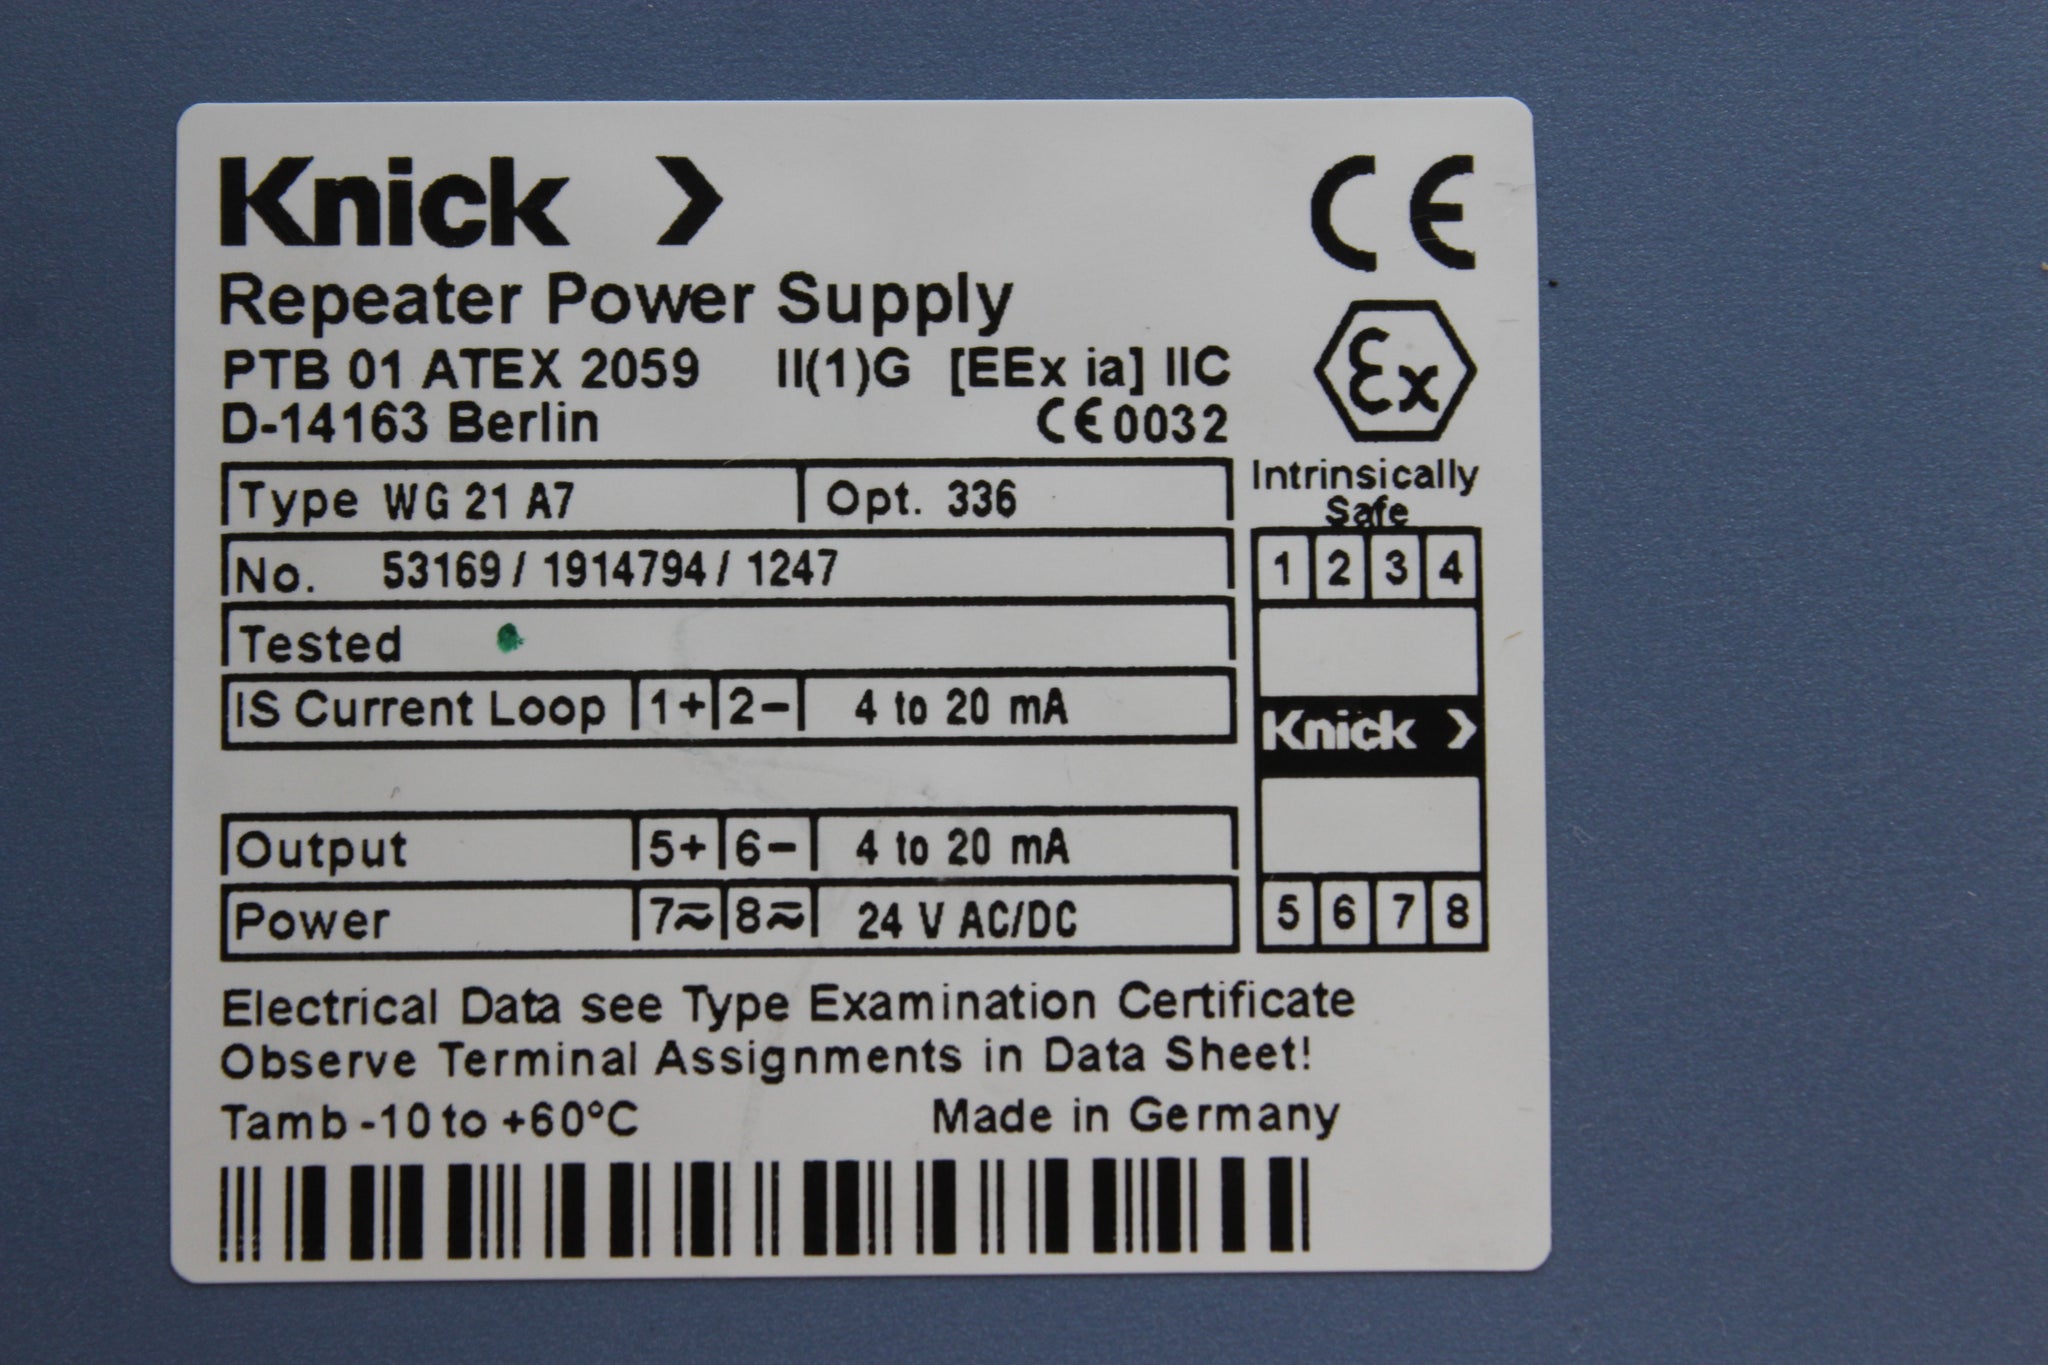 Knick >
CE
Repeater Power Supply
PTB 01 ATEX 2059 II(1)G [EEx ia] IIC
Ex
D-14163 Berlin CE 0032
Type WG 21 A7 Opt. 336
No. 53169 / 1914794 / 1247
Tested
IS Current Loop 1+ 2− 4 to 20 mA
Output 5+ 6− 4 to 20 mA
Power 7≂ 8≂ 24 V AC/DC
Intrinsically
Safe
1 2 3 4
Knick >
5 6 7 8
Electrical Data see Type Examination Certificate
Observe Terminal Assignments in Data Sheet!
Tamb -10 to +60°C Made in Germany